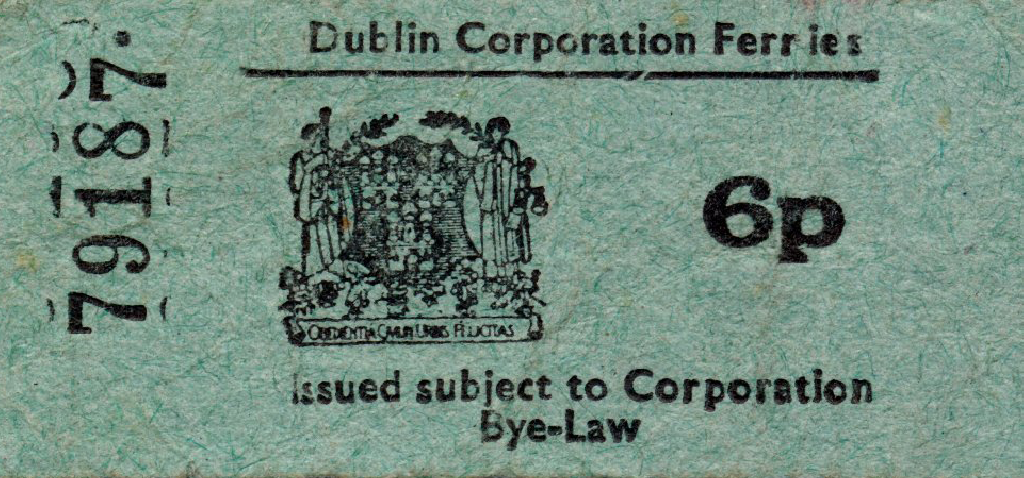 Dublin Corporation Ferries
79187
6p
OBEDIENTIA CIVIUM URBIS FELICITAS
Issued subject to Corporation
Bye-Law